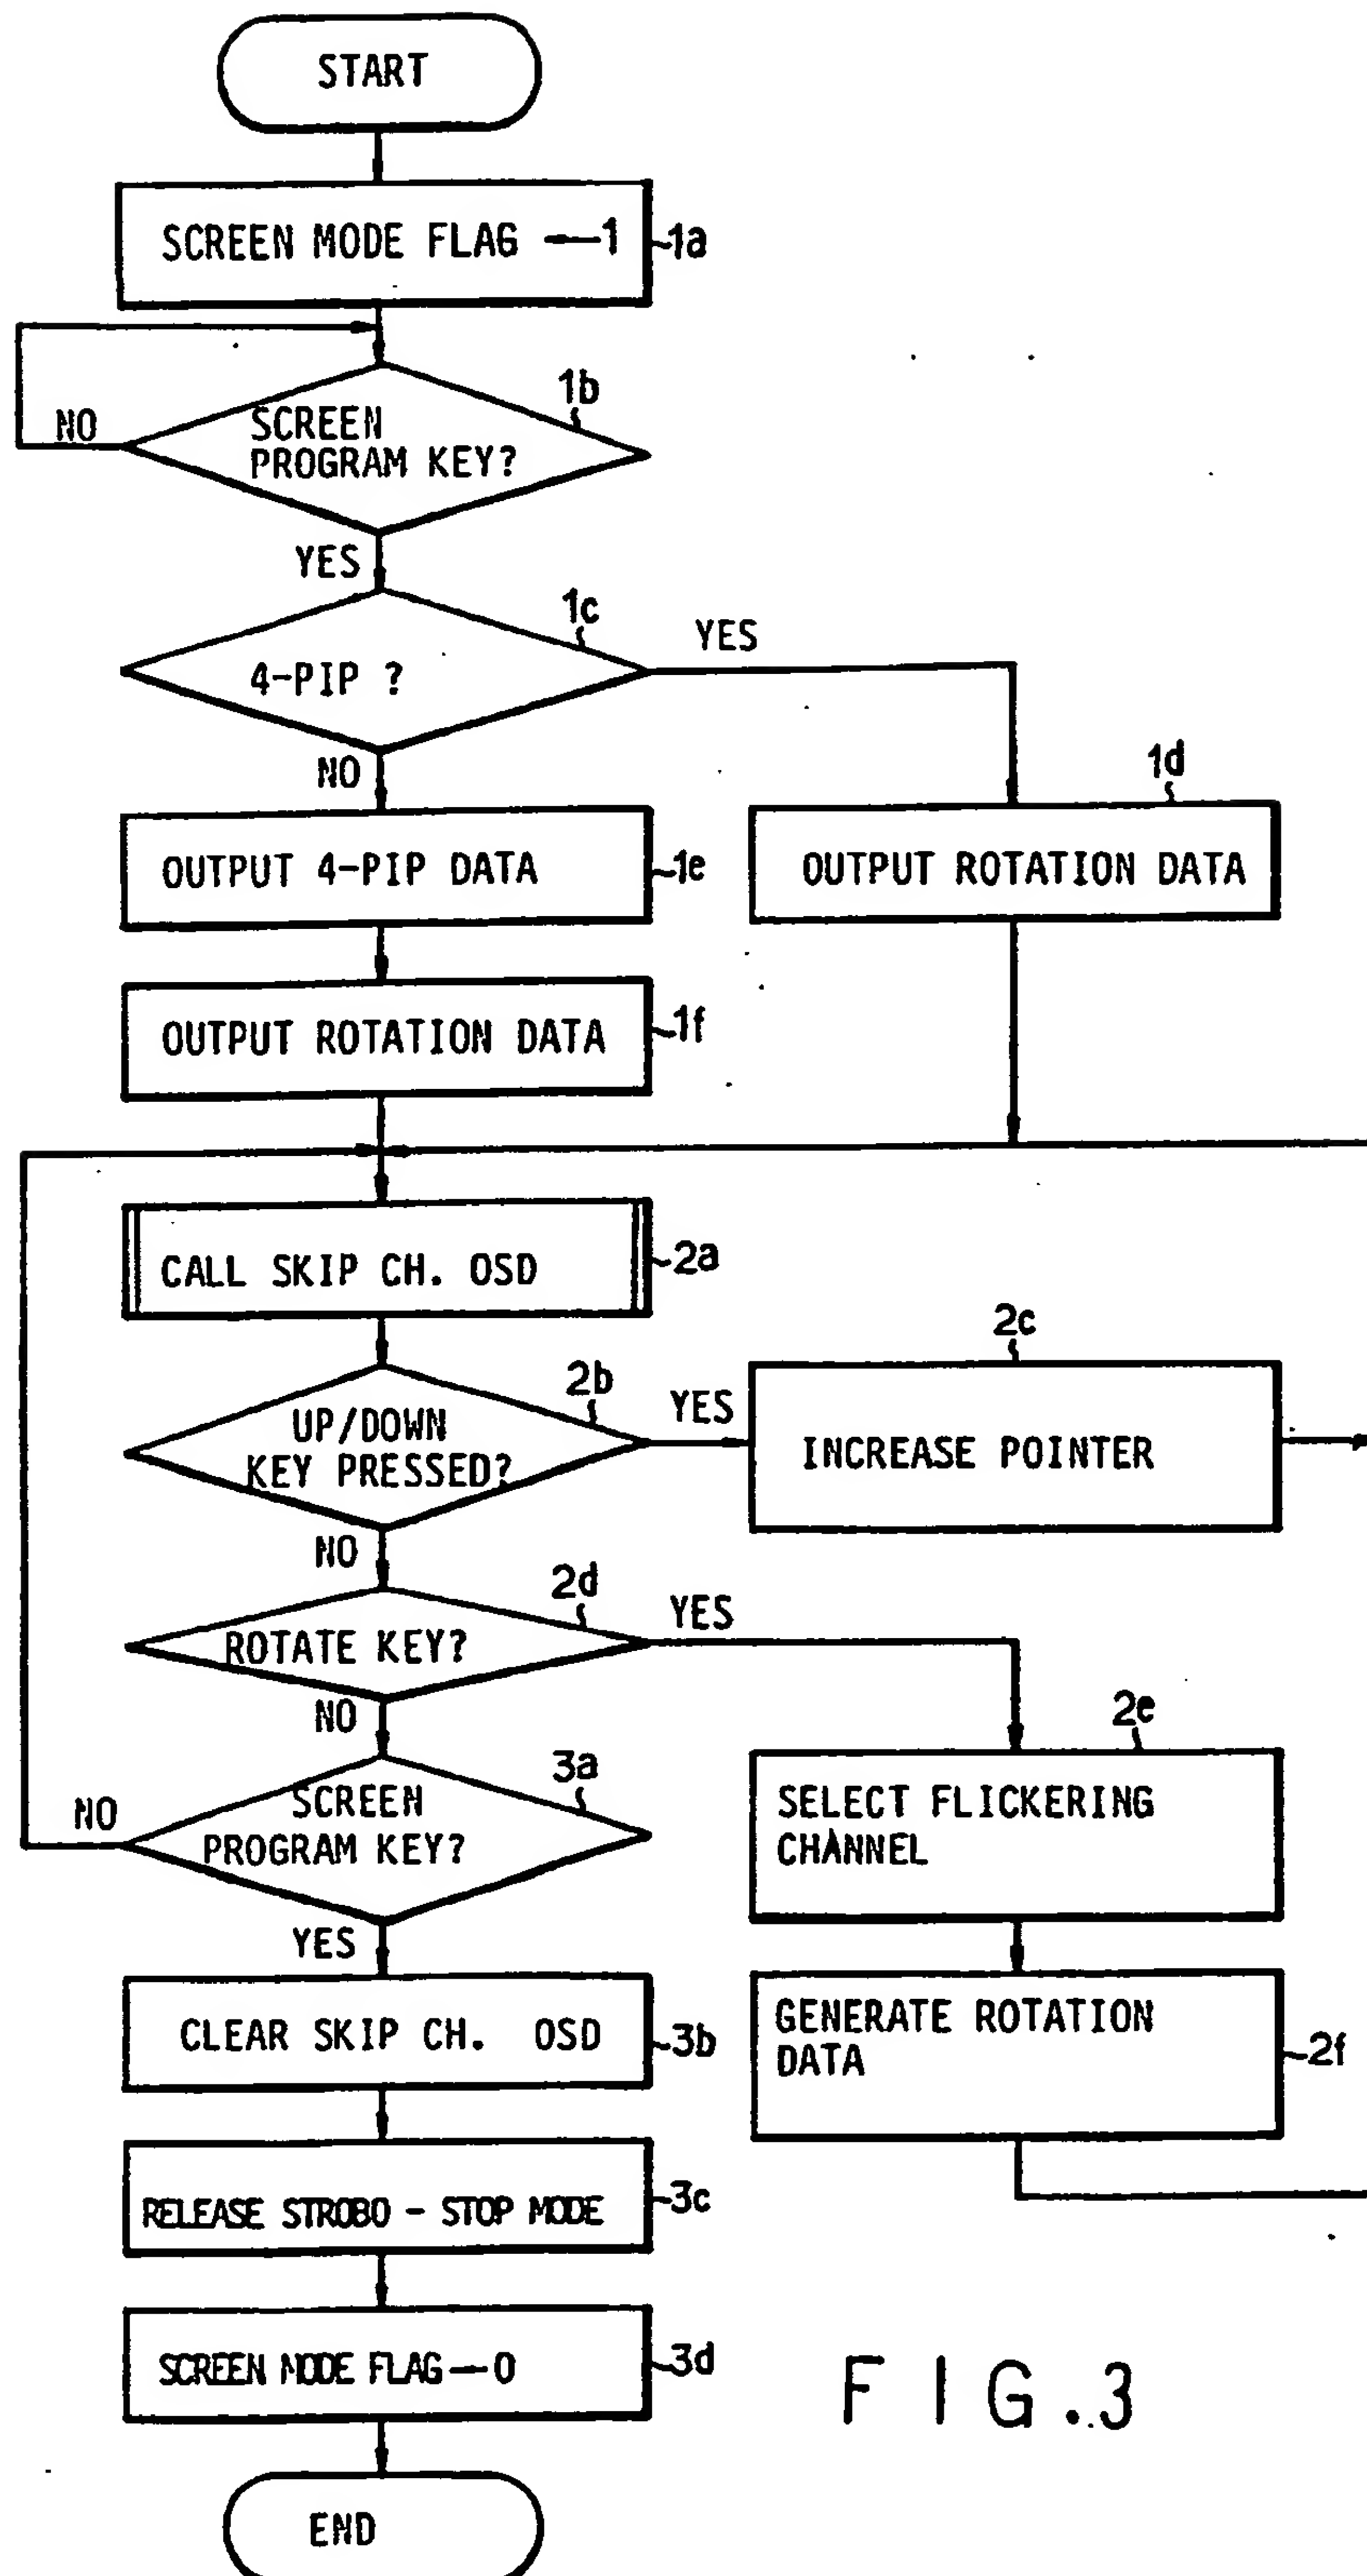 START
SCREEN MODE FLAG ←1
1a
1b
NO
SCREEN
PROGRAM KEY?
YES
1c
YES
4-PIP ?
NO
1d
OUTPUT 4-PIP DATA
1e
OUTPUT ROTATION DATA
OUTPUT ROTATION DATA
1f
CALL SKIP CH. OSD
2a
2c
2b
YES
UP/DOWN
KEY PRESSED?
INCREASE POINTER
NO
2d
YES
ROTATE KEY?
NO
2e
3a
NO
SCREEN
PROGRAM KEY?
SELECT FLICKERING
CHANNEL
YES
GENERATE ROTATION
DATA
2f
CLEAR SKIP CH. OSD
3b
RELEASE STROBO - STOP MODE
3c
SCREEN MODE FLAG ← 0
3d
FIG.3
END